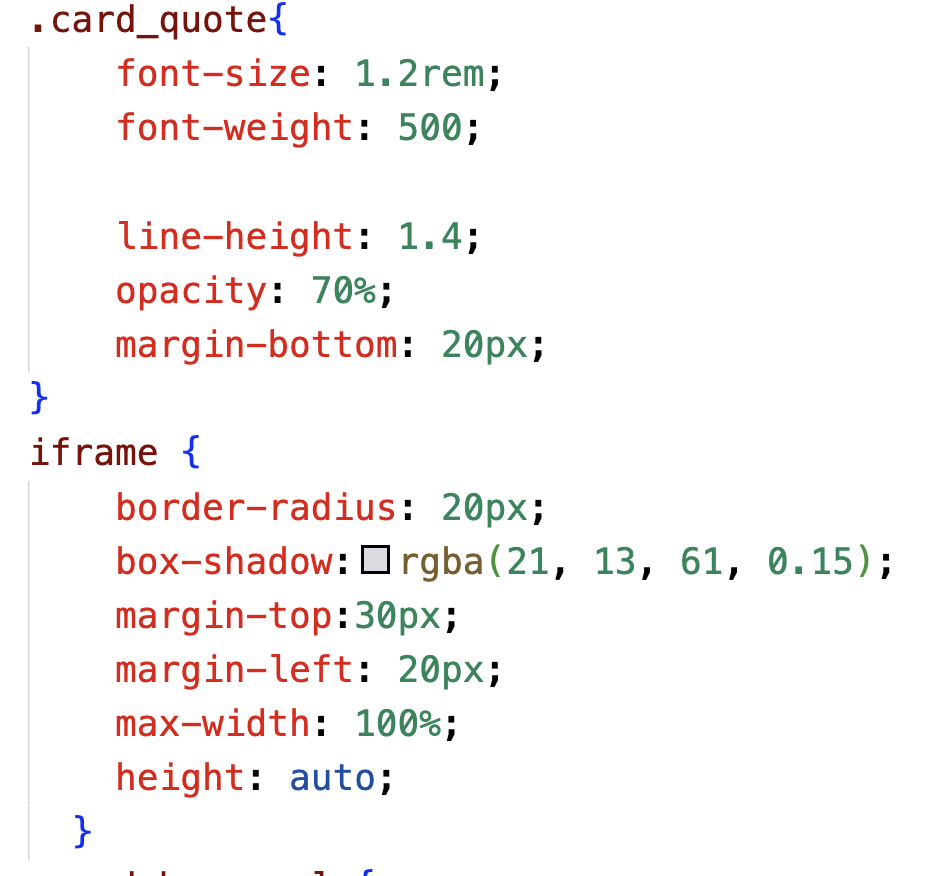 .card_quote{
font-size: 1.2rem;
font-weight: 500;
line-height: 1.4;
opacity: 70%;
margin-bottom: 20px;
}
iframe {
border-radius: 20px;
box-shadow: rgba(21, 13, 61, 0.15);
margin-top:30px;
margin-left: 20px;
max-width: 100%;
height: auto;
}